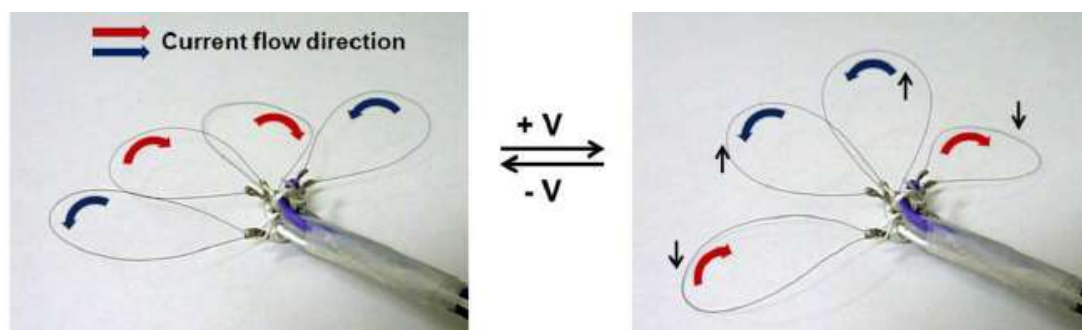 Current flow direction
+ V
- V